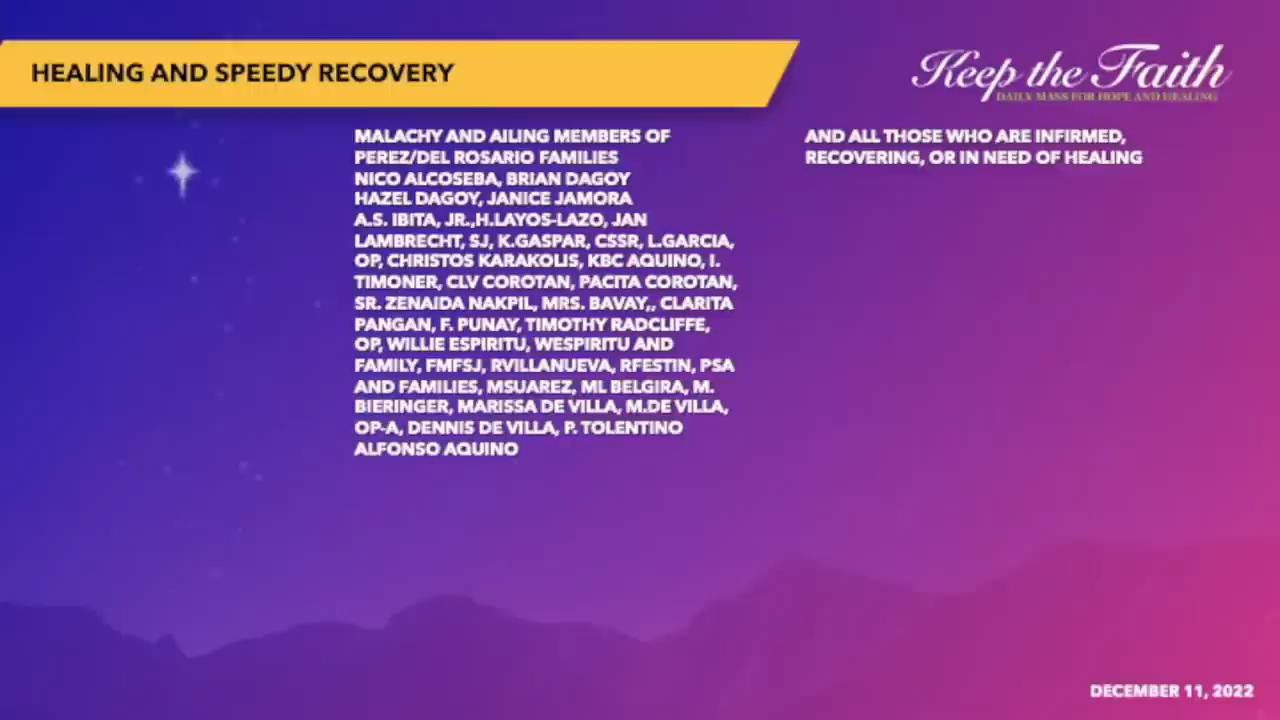 HEALING AND SPEEDY RECOVERY
Keep the Faith
DAILY MASS FOR HOPE AND HEALING
MALACHY AND AILING MEMBERS OF
PEREZ/DEL ROSARIO FAMILIES
NICO ALCOSEBA, BRIAN DAGOY
HAZEL DAGOY, JANICE JAMORA
A.S. IBITA, JR.,H.LAYOS-LAZO, JAN
LAMBRECHT, SJ, K.GASPAR, CSSR, L.GARCIA,
OP, CHRISTOS KARAKOLIS, KBC AQUINO, I.
TIMONER, CLV COROTAN, PACITA COROTAN,
SR. ZENAIDA NAKPIL, MRS. BAVAY,, CLARITA
PANGAN, F. PUNAY, TIMOTHY RADCLIFFE,
OP, WILLIE ESPIRITU, WESPIRITU AND
FAMILY, FMFSJ, RVILLANUEVA, RFESTIN, PSA
AND FAMILIES, MSUAREZ, ML BELGIRA, M.
BIERINGER, MARISSA DE VILLA, M.DE VILLA,
OP-A, DENNIS DE VILLA, P. TOLENTINO
ALFONSO AQUINO
AND ALL THOSE WHO ARE INFIRMED,
RECOVERING, OR IN NEED OF HEALING
DECEMBER 11, 2022